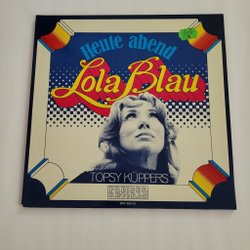 Heute abend
Lola Blau
TOPSY KÜPPERS